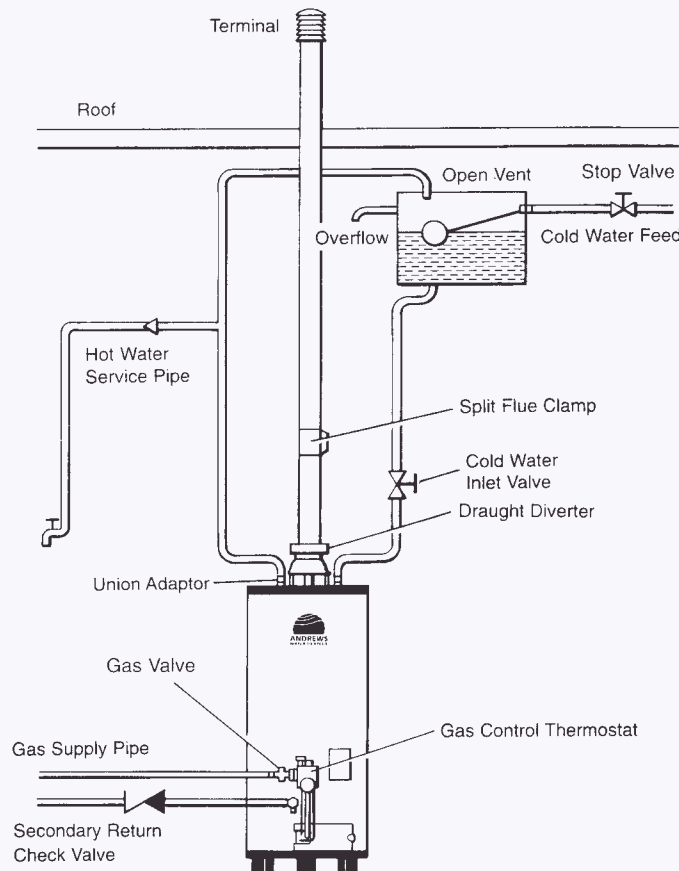 Terminal
Roof
Open Vent
Stop Valve
Overflow
Cold Water Feed
Hot Water
Service Pipe
Split Flue Clamp
Cold Water
Inlet Valve
Draught Diverter
Union Adaptor
ANDREWS
WATER HEATER
Gas Valve
Gas Supply Pipe
Gas Control Thermostat
Secondary Return
Check Valve